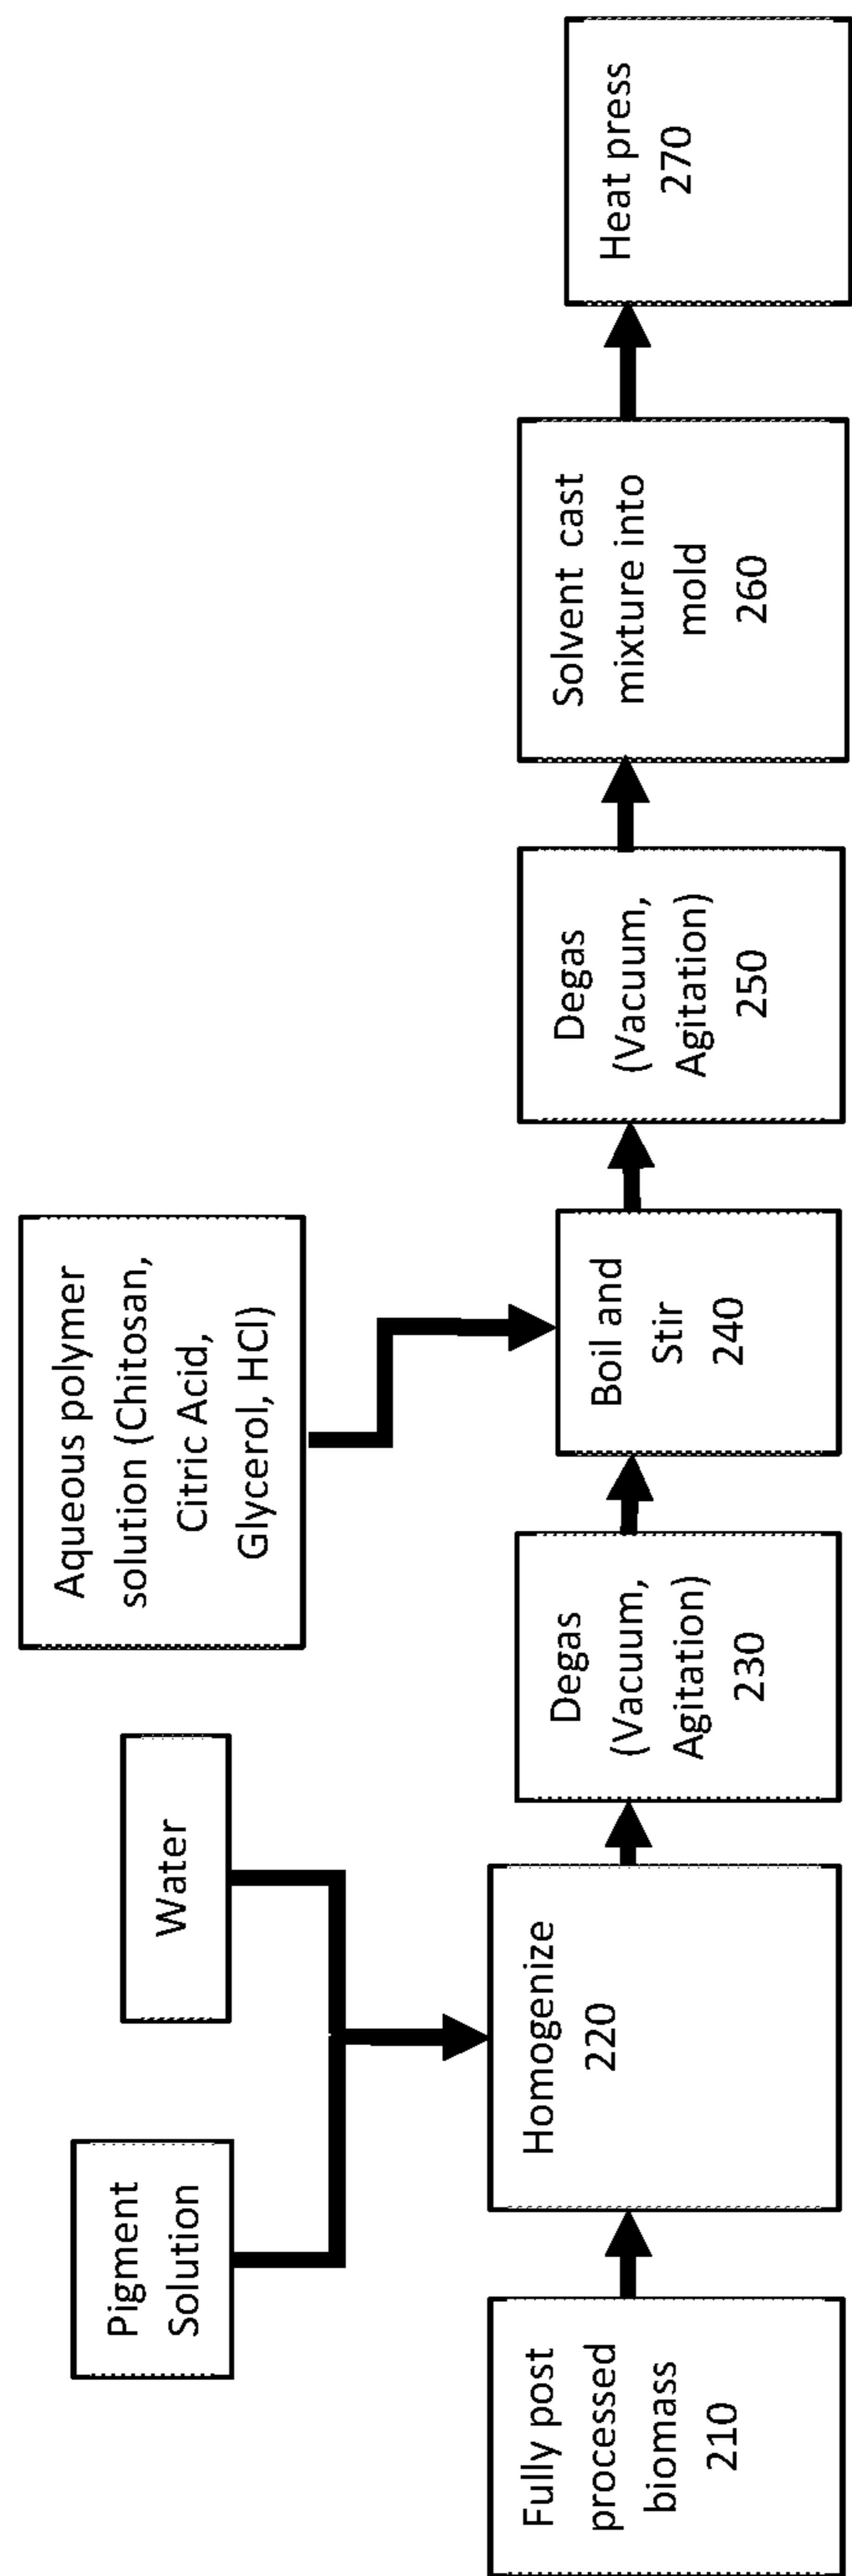 Pigment
Solution
Water
Aqueous polymer
solution (Chitosan,
Citric Acid,
Glycerol, HCl)
Fully post
processed
biomass
210
Homogenize
220
Degas
(Vacuum,
Agitation)
230
Boil and
Stir
240
Degas
(Vacuum,
Agitation)
250
Solvent cast
mixture into
mold
260
Heat press
270